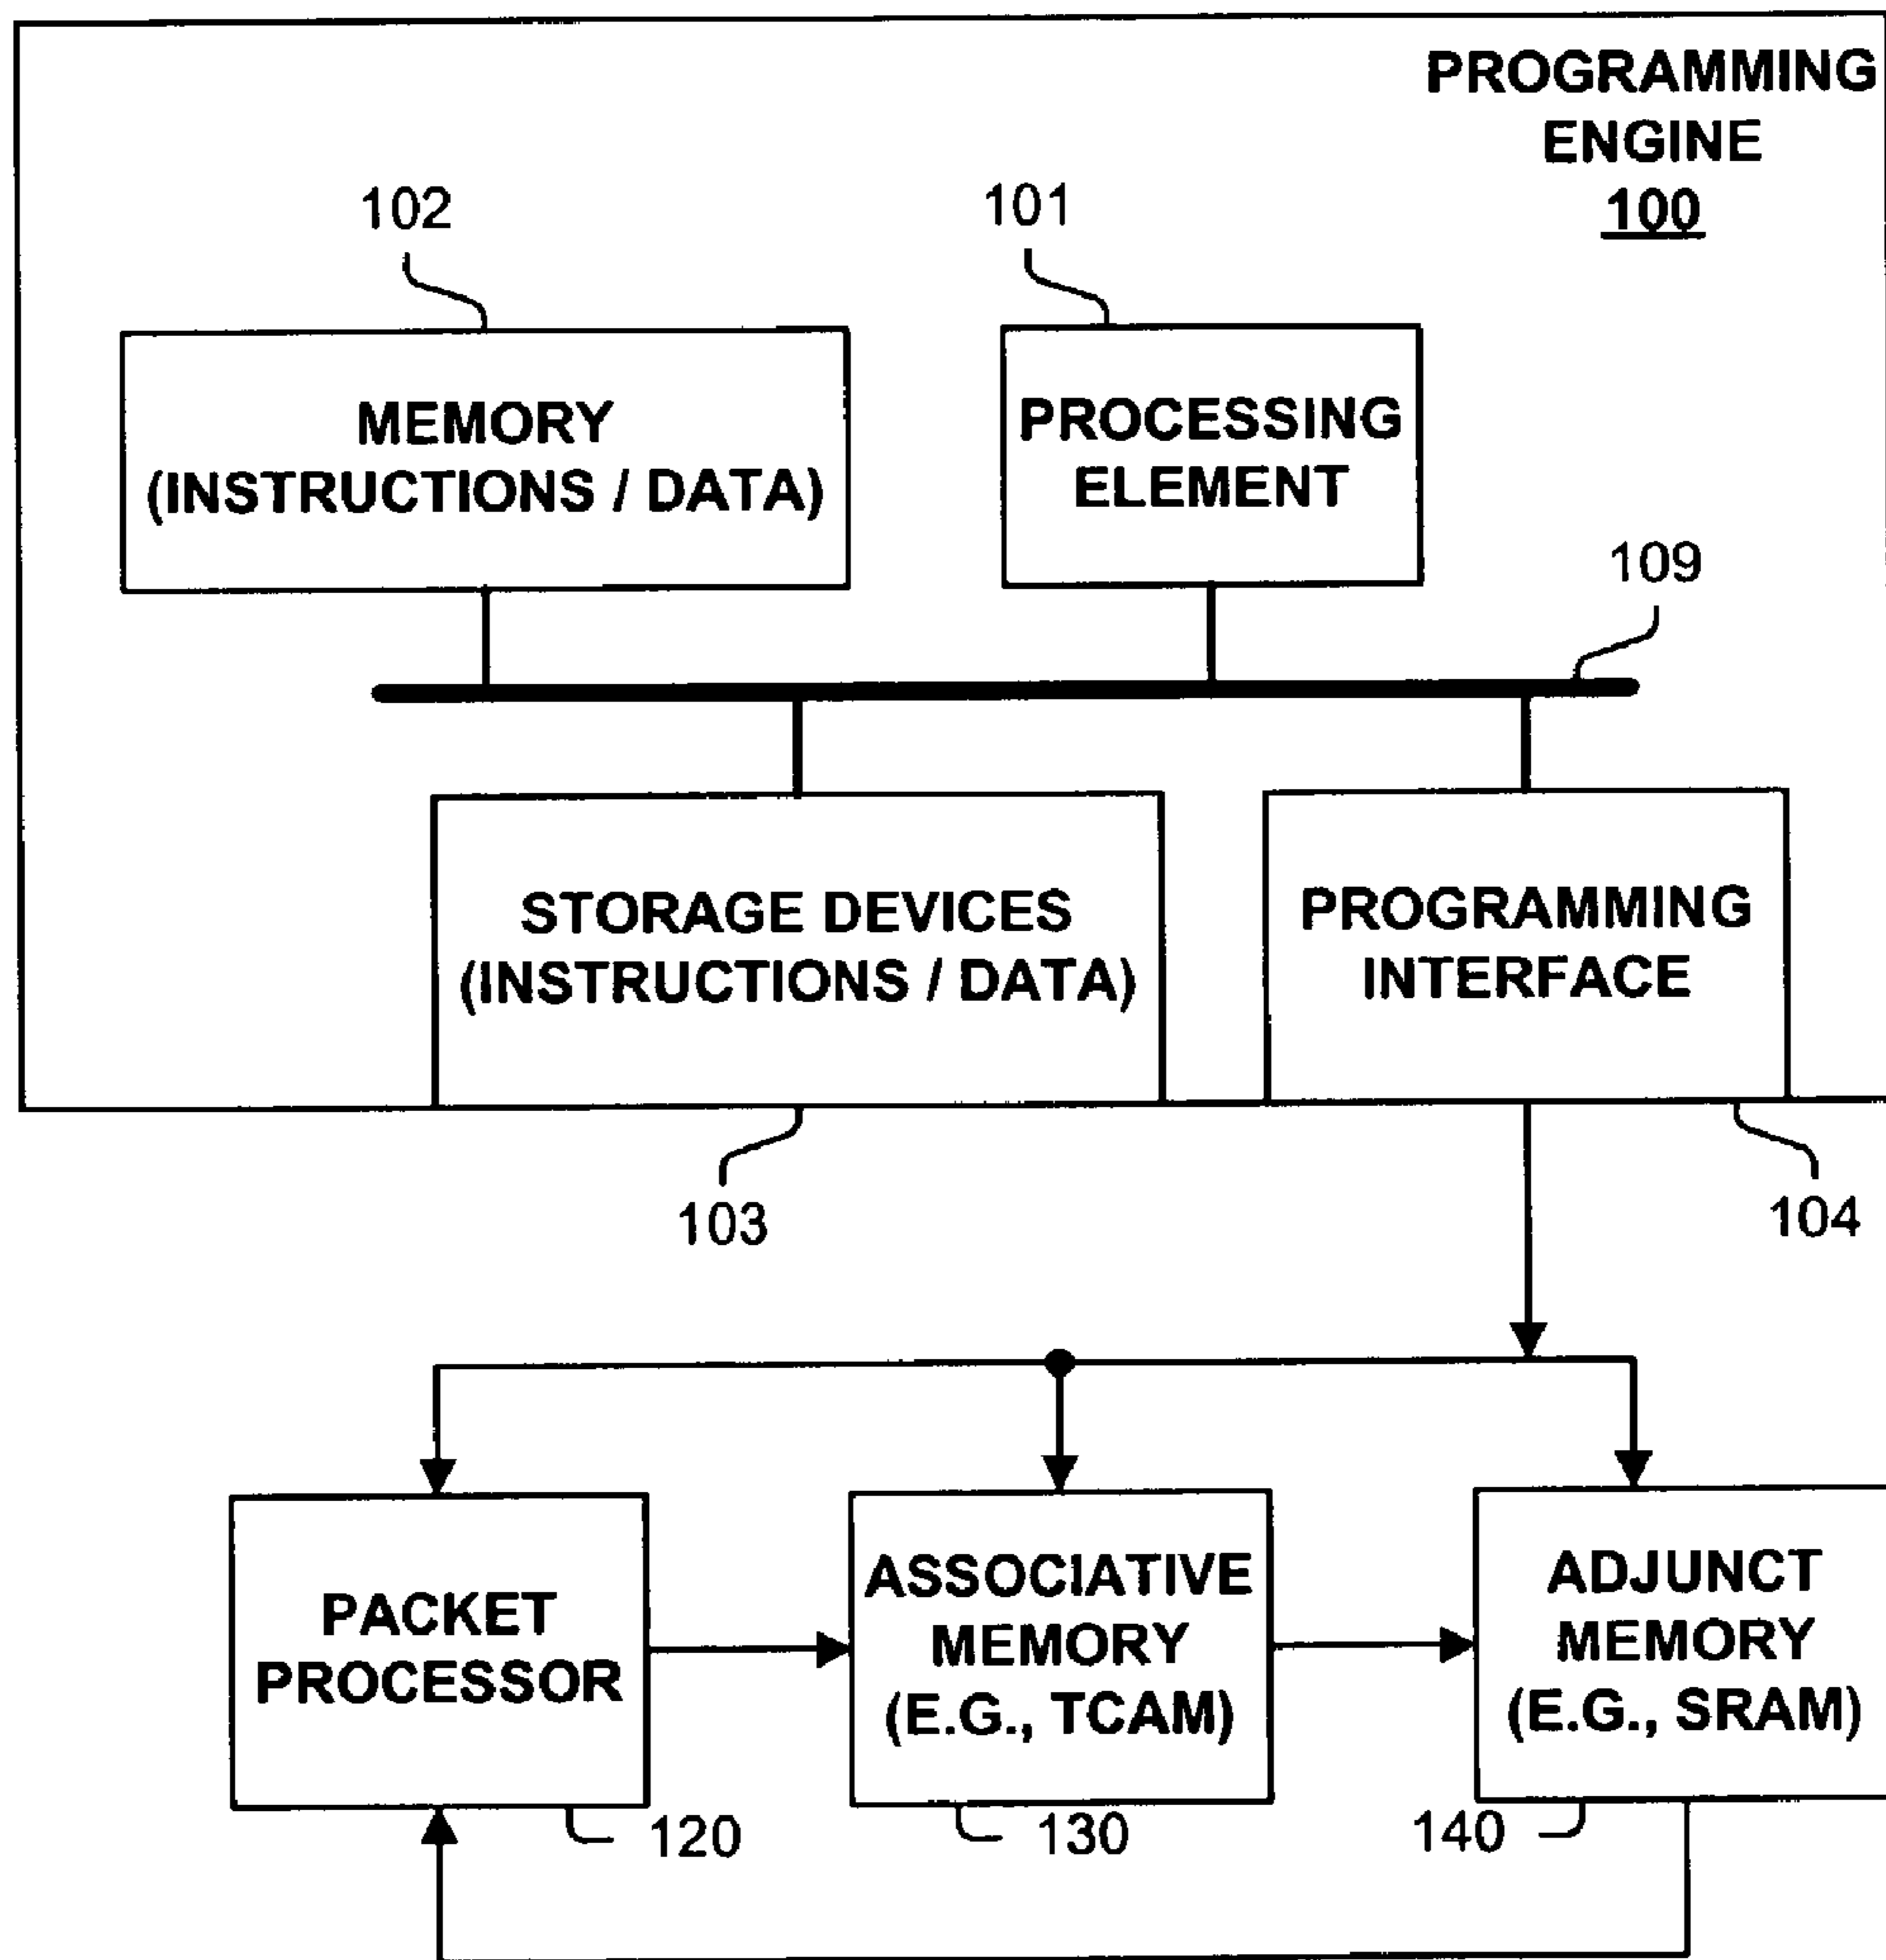 PROGRAMMING
ENGINE
100
102
101
MEMORY
(INSTRUCTIONS / DATA)
PROCESSING
ELEMENT
109
STORAGE DEVICES
(INSTRUCTIONS / DATA)
PROGRAMMING
INTERFACE
103
104
PACKET
PROCESSOR
ASSOCIATIVE
MEMORY
(E.G., TCAM)
ADJUNCT
MEMORY
(E.G., SRAM)
120
130
140